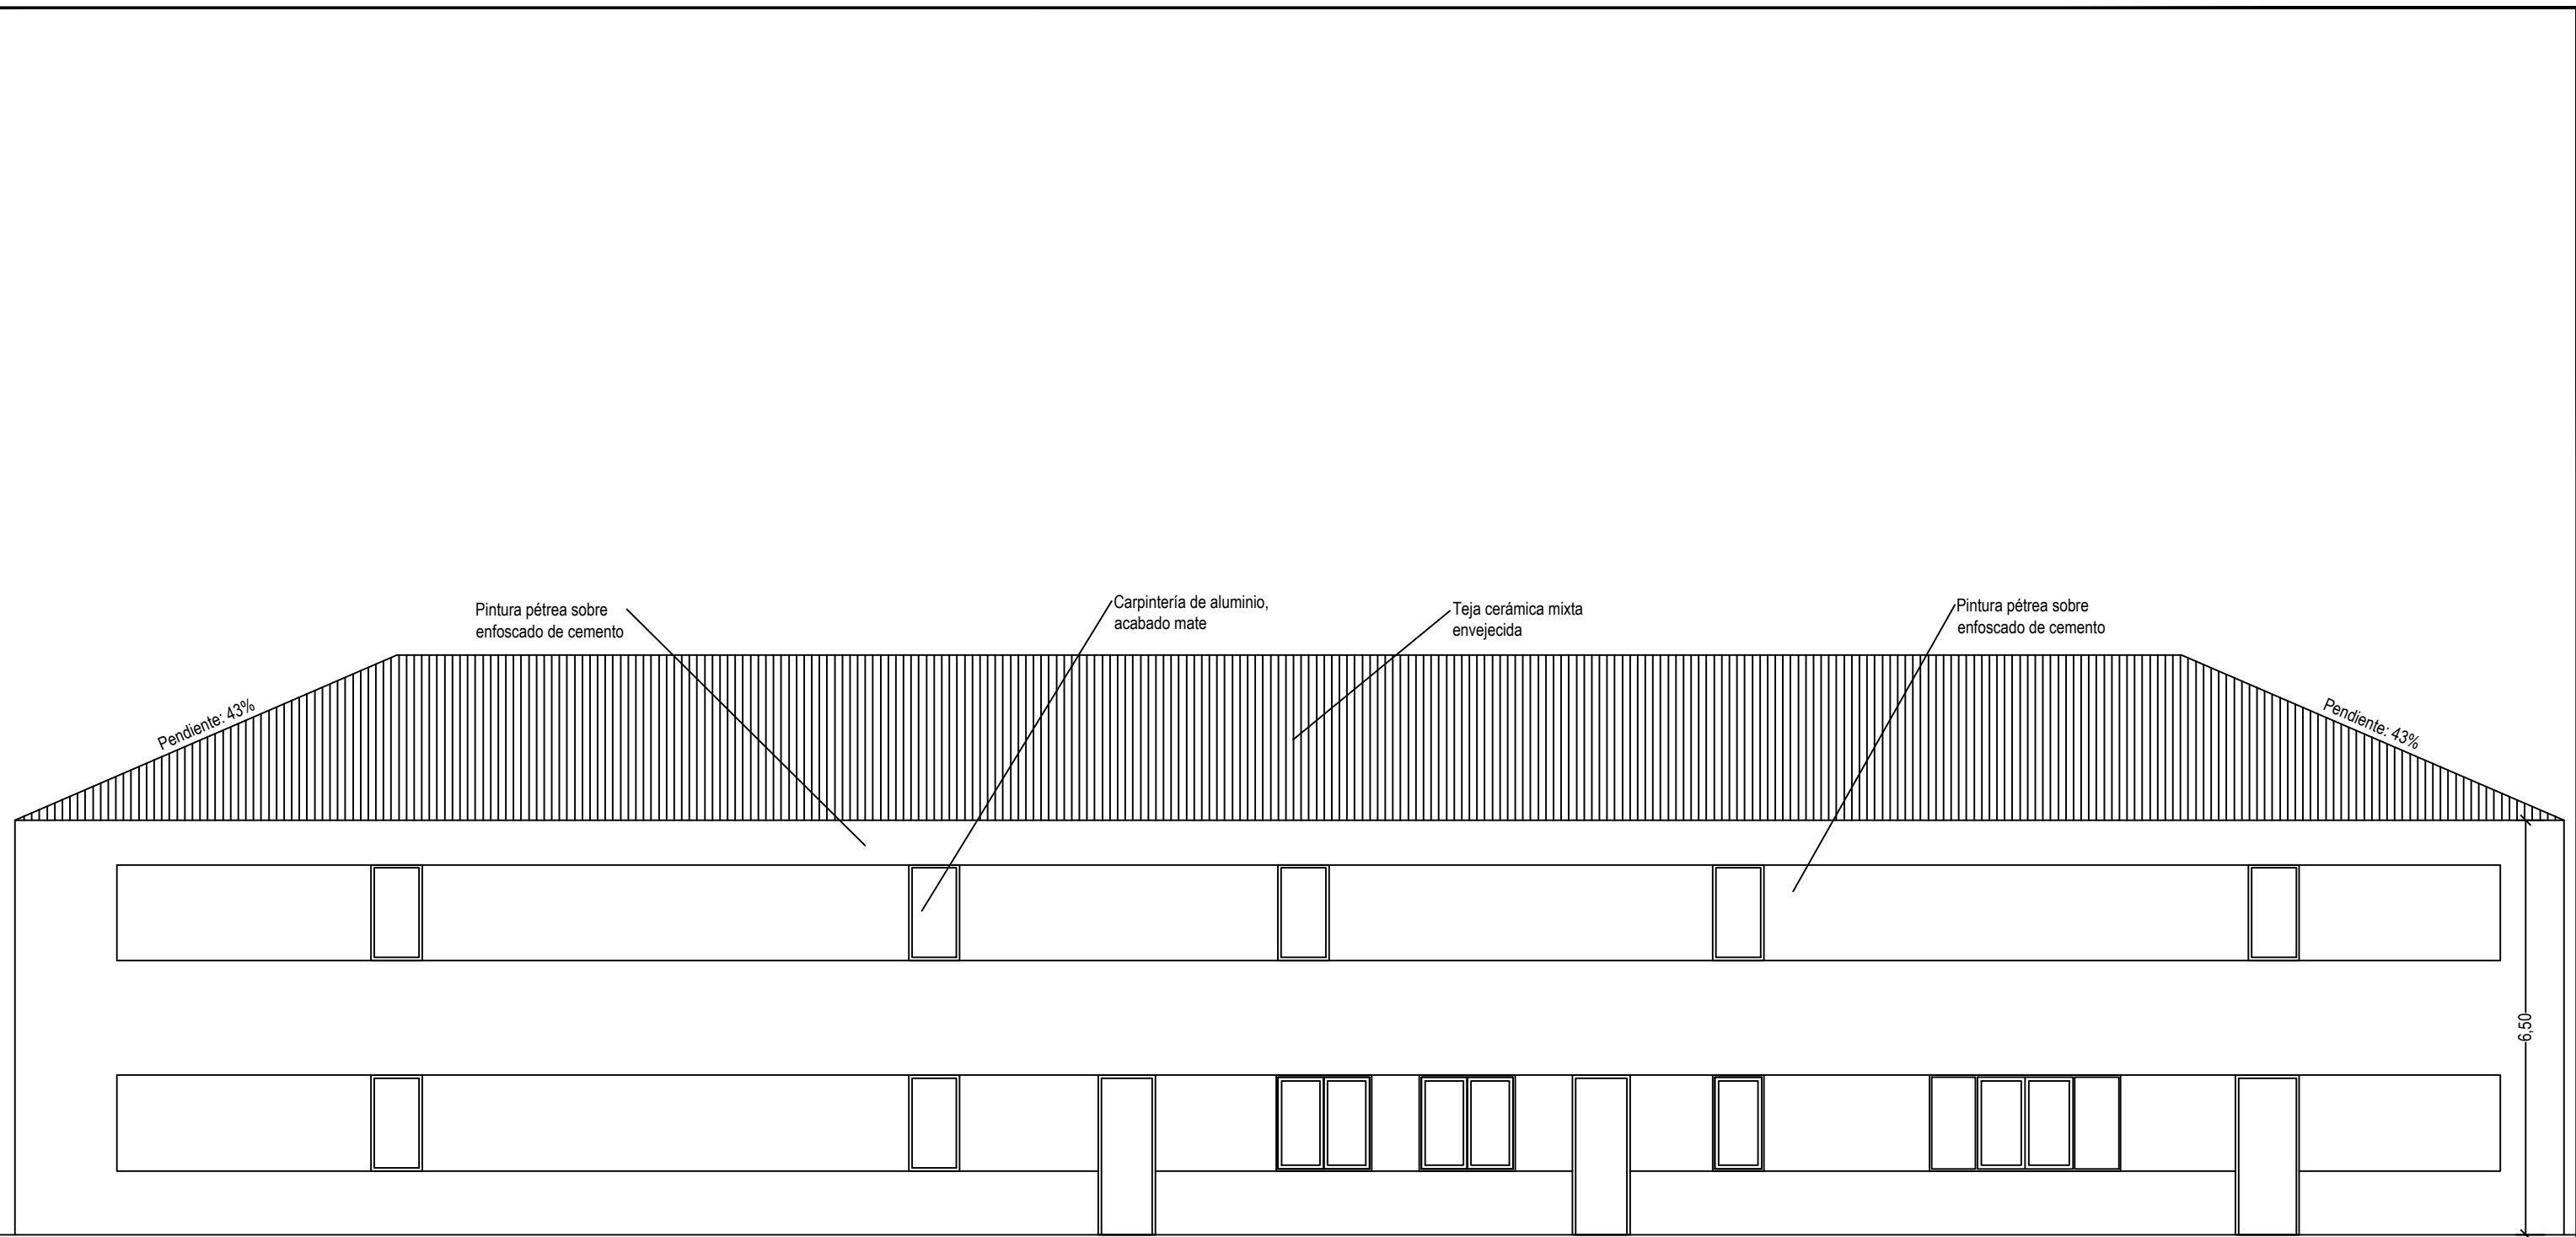 Pintura pétrea sobre
enfoscado de cemento
Carpintería de aluminio,
acabado mate
Teja cerámica mixta
envejecida
Pintura pétrea sobre
enfoscado de cemento
Pendiente: 43%
Pendiente: 43%
6,50